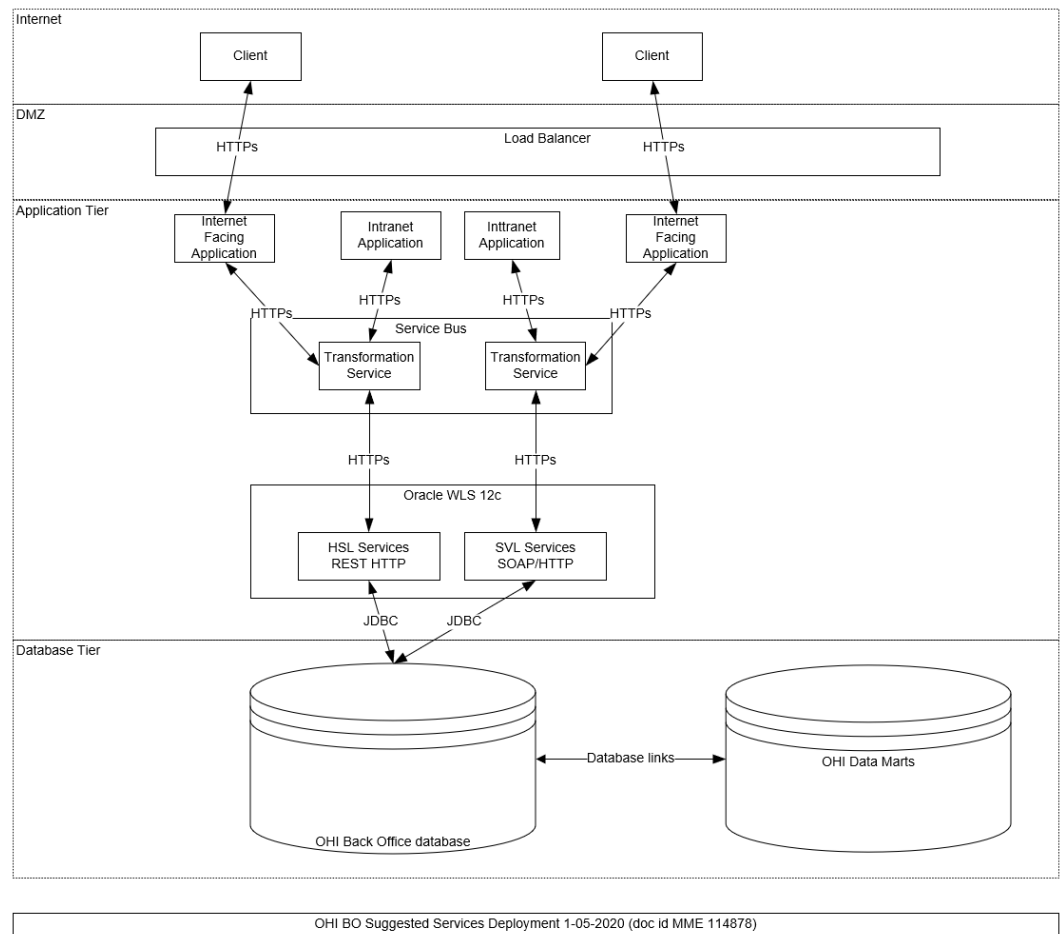 Internet
Client
Client
DMZ
Load Balancer
HTTPs
HTTPs
Application Tier
Internet
Facing
Application
Intranet
Application
Inttranet
Application
Internet
Facing
Application
HTTPs
HTTPs
HTTPs
HTTPs
Service Bus
Transformation
Service
Transformation
Service
HTTPs
HTTPs
Oracle WLS 12c
HSL Services
REST HTTP
SVL Services
SOAP/HTTP
JDBC
JDBC
Database Tier
Database links
OHI Data Marts
OHI Back Office database
OHI BO Suggested Services Deployment 1-05-2020 (doc id MME 114878)